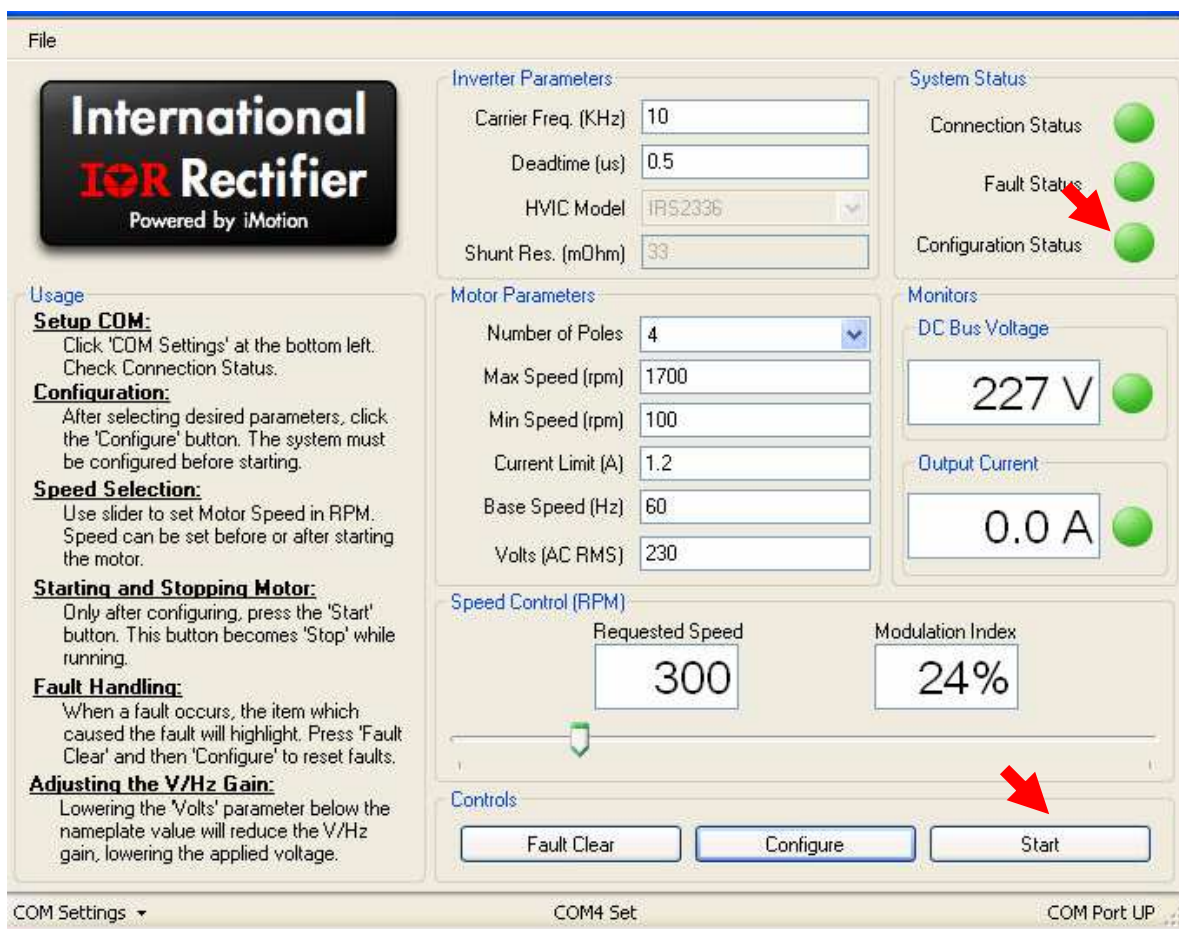 File
International
IOR Rectifier
Powered by iMotion
Usage
Setup COM:
Click 'COM Settings' at the bottom left.
Check Connection Status.
Configuration:
After selecting desired parameters, click
the 'Configure' button. The system must
be configured before starting.
Speed Selection:
Use slider to set Motor Speed in RPM.
Speed can be set before or after starting
the motor.
Starting and Stopping Motor:
Only after configuring, press the 'Start'
button. This button becomes 'Stop' while
running.
Fault Handling:
When a fault occurs, the item which
caused the fault will highlight. Press 'Fault
Clear' and then 'Configure' to reset faults.
Adjusting the V/Hz Gain:
Lowering the 'Volts' parameter below the
nameplate value will reduce the V/Hz
gain, lowering the applied voltage.
Inverter Parameters
Carrier Freq. (KHz) 10
Deadtime (us) 0.5
HVIC Model IRS2336
Shunt Res. (mOhm) 33
Motor Parameters
Number of Poles 4
Max Speed (rpm) 1700
Min Speed (rpm) 100
Current Limit (A) 1.2
Base Speed (Hz) 60
Volts (AC RMS) 230
System Status
Connection Status
Fault Status
Configuration Status
Monitors
DC Bus Voltage
227 V
Output Current
0.0 A
Speed Control (RPM)
Requested Speed Modulation Index
300 24%
Controls
Fault Clear Configure Start
COM Settings COM4 Set COM Port UP